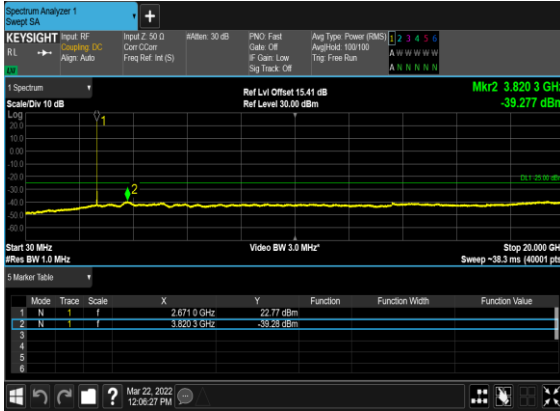 Spectrum Analyzer 1
Swept SA
+
KEYSIGHT Input: RF Input Z: 50 Ω #Atten: 30 dB PNO: Fast Avg Type: Power (RMS) 1 2 3 4 5 6
RL Coupling: DC Corr CCorr Gate: Off Avg|Hold: 100/100 A W W W W W
Align: Auto Freq Ref: Int (S) IF Gain: Low Trig: Free Run
Sig Track: Off A N N N N N
1 Spectrum Ref Lvl Offset 15.41 dB Mkr2 3.820 3 GHz
Scale/Div 10 dB Ref Level 30.00 dBm -39.277 dBm
Log
1
20.0
10.0
0.00
-10.0
-20.0
DL1 -25.00 dBm
-30.0
2
-40.0
-50.0
-60.0
Start 30 MHz Video BW 3.0 MHz* Stop 20.000 GH
#Res BW 1.0 MHz Sweep ~38.3 ms (40001 pts
5 Marker Table
Mode Trace Scale X Y Function Function Width Function Value
1 N 1 f 2.671 0 GHz 22.77 dBm
2 N 1 f 3.820 3 GHz -39.28 dBm
3
4
5
6
? Mar 22, 2022
12:06:27 PM